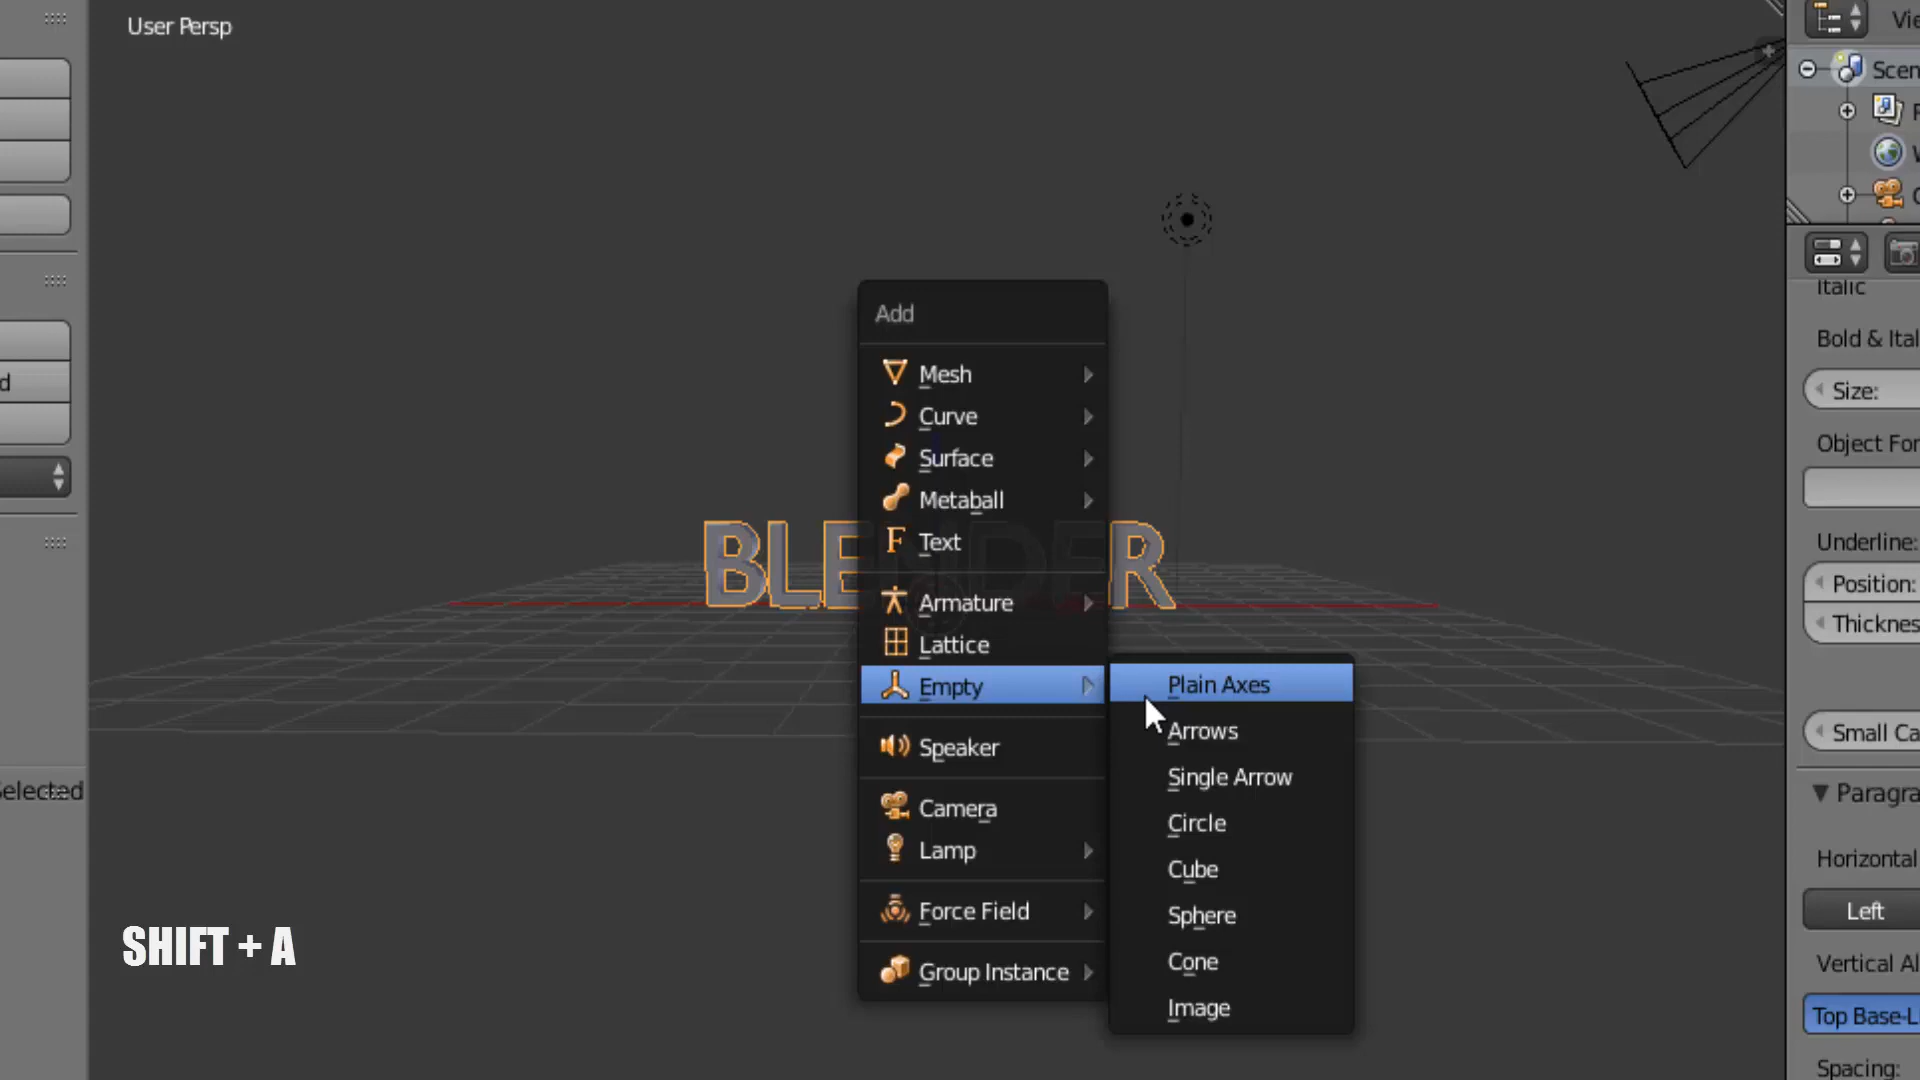 User Persp
Add
Mesh
Curve
Surface
Metaball
Text
Armature
Lattice
Empty
Speaker
Camera
Lamp
Force Field
Group Instance
Plain Axes
Arrows
Single Arrow
Circle
Cube
Sphere
Cone
Image
BLENDER
d
Selected
SHIFT + A
Vie
Scen
Italic
Bold & Ital
Size:
Object For
Underline:
Position:
Thicknes
Small Ca
Paragra
Horizontal
Left
Vertical Al
Top Base-L
Spacing: